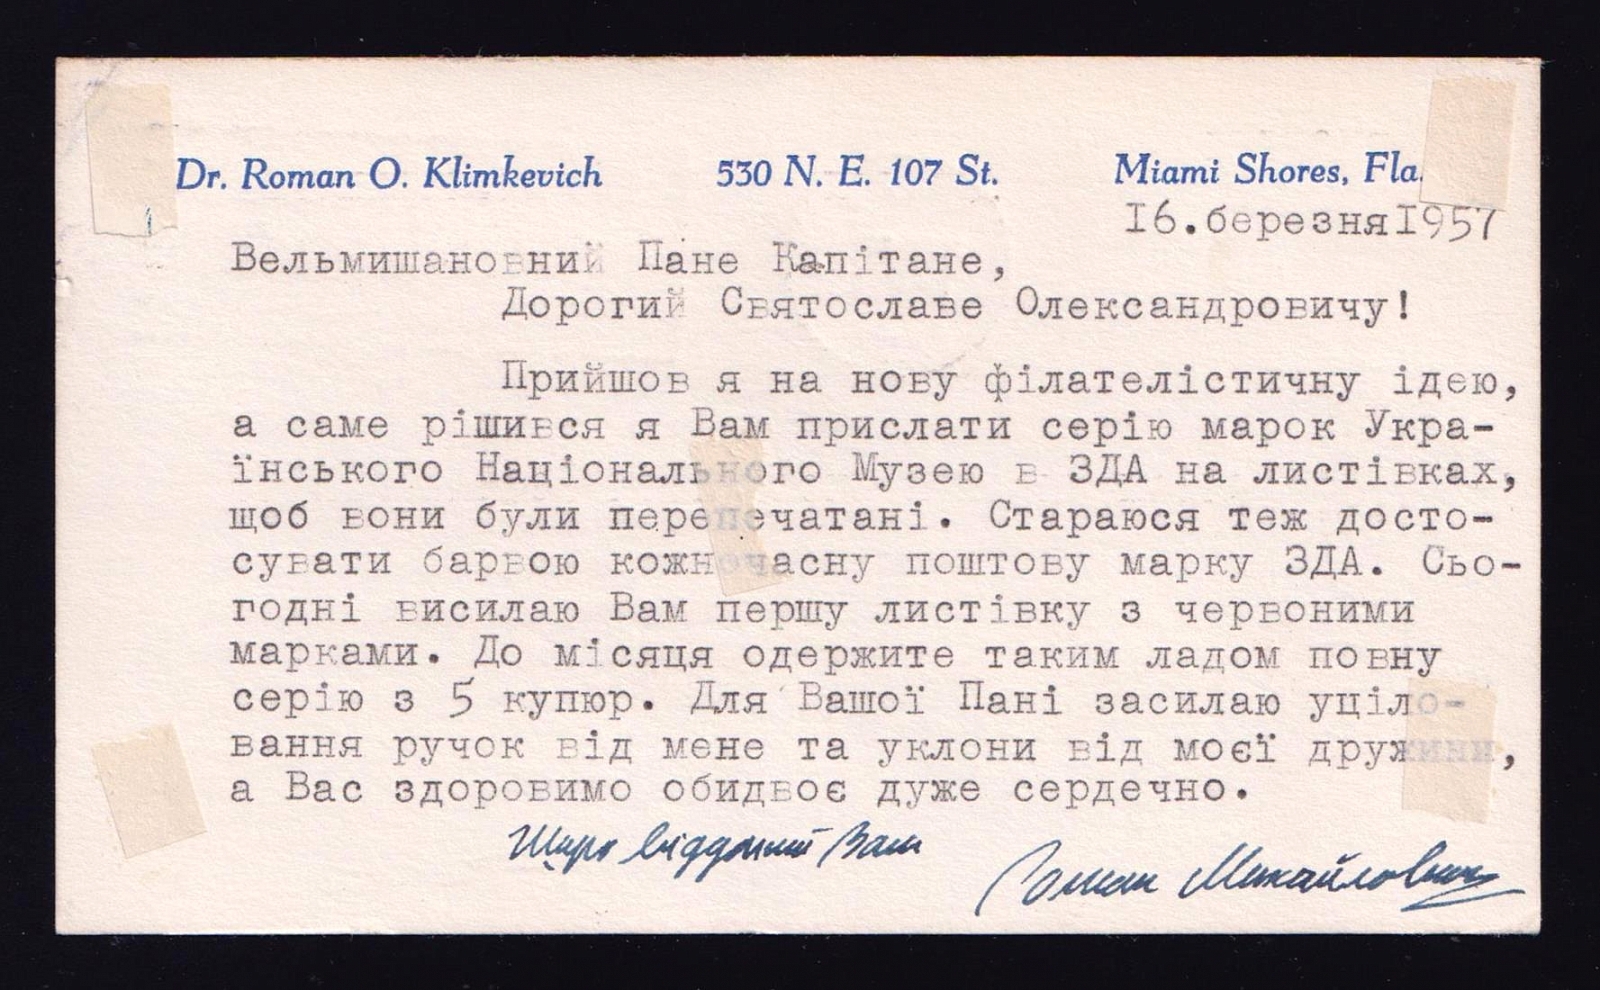 Dr. Roman O. Klimkevich 530 N. E. 107 St. Miami Shores, Fla.
16.березня1957
Вельмишановний Пане Капітане,
Дорогий Святославе Олександровичу!
Прийшов я на нову філателістичну ідею,
а саме рішився я Вам прислати серію марок Укра-
їнського Національного Музею в ЗДА на листівках,
щоб вони були перепечатані. Стараюся теж досто-
сувати барвою кожночасну поштову марку ЗДА. Сьо-
годні висилаю Вам першу листівку з червоними
марками. До місяця одержите таким ладом повну
серію з 5 купюр. Для Вашої Пані засилаю уціло-
вання ручок від мене та уклони від моєї дружини,
а Вас здоровимо обидвоє дуже сердечно.
Щиро відданий Вам
Роман Михайлович